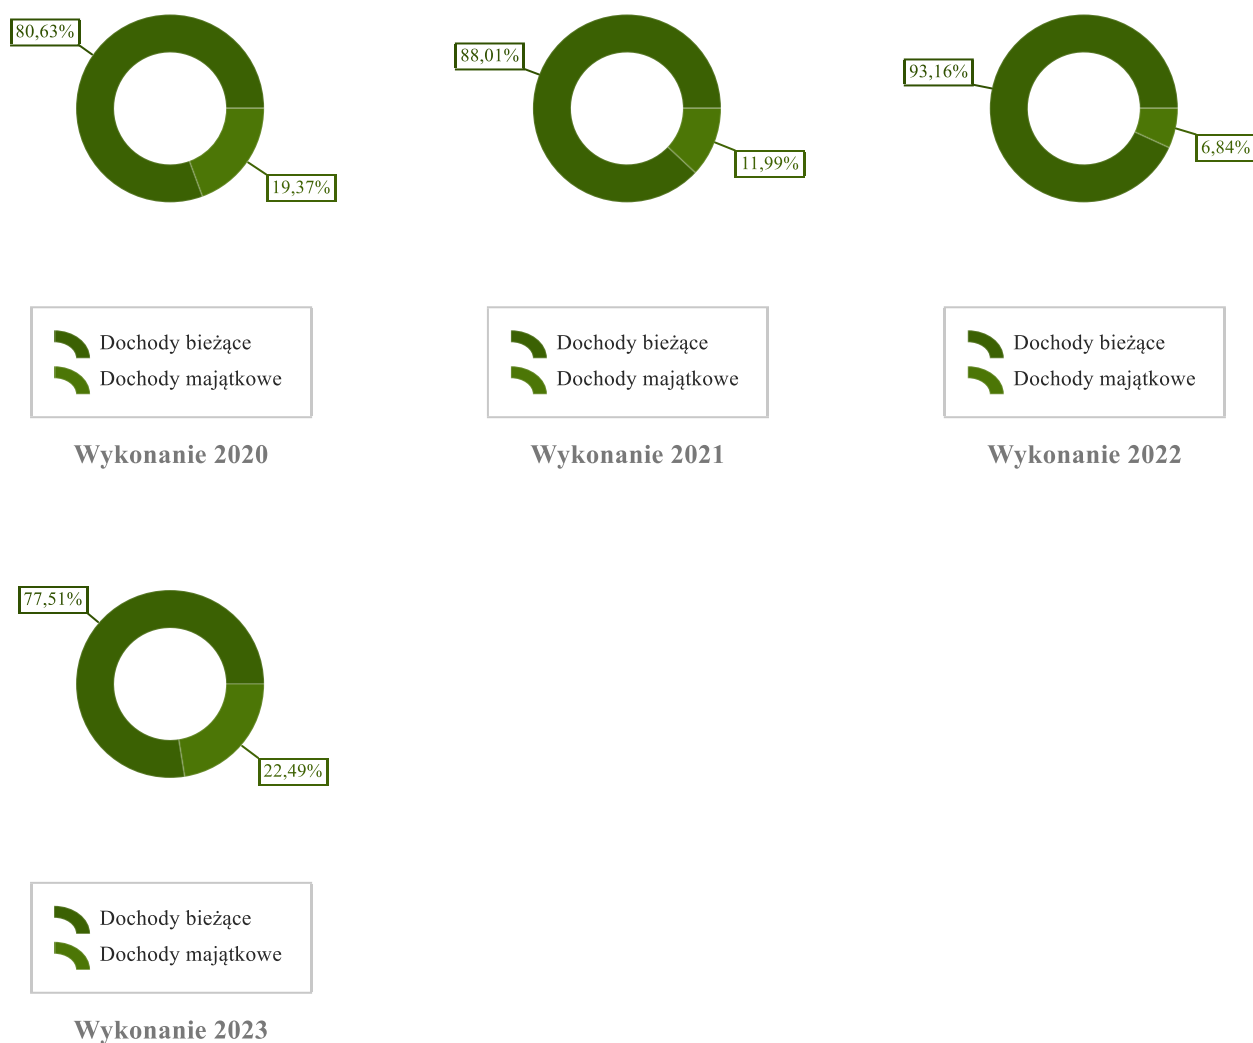 80,63%
19,37%
Dochody bieżące
Dochody majątkowe
Wykonanie 2020
88,01%
11,99%
Dochody bieżące
Dochody majątkowe
Wykonanie 2021
93,16%
6,84%
Dochody bieżące
Dochody majątkowe
Wykonanie 2022
77,51%
22,49%
Dochody bieżące
Dochody majątkowe
Wykonanie 2023